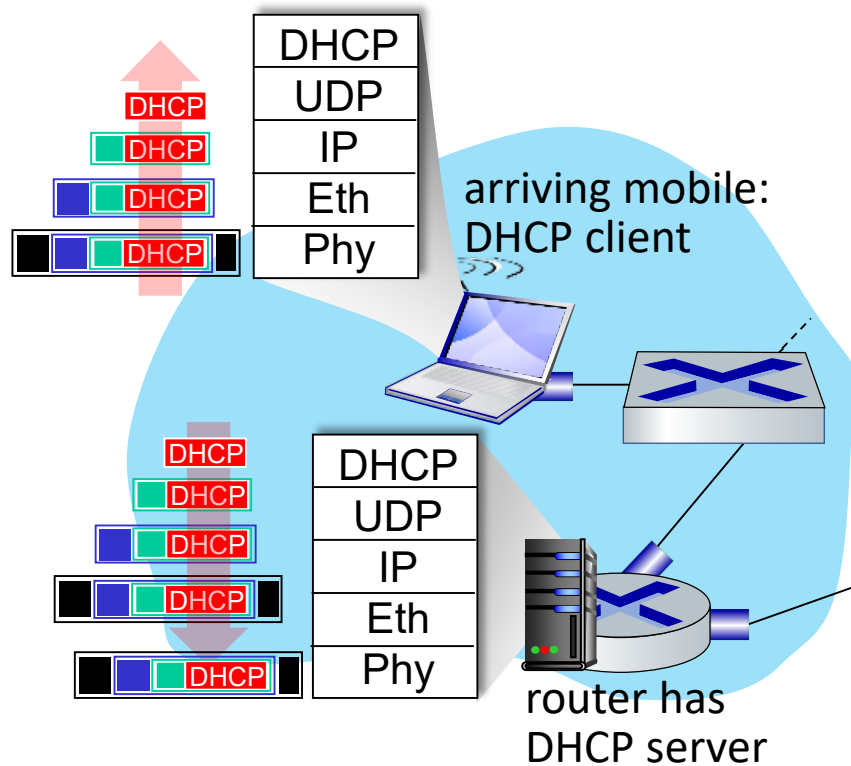 DHCP
UDP
IP
Eth
Phy
DHCP
DHCP
DHCP
DHCP
arriving mobile:
DHCP client
DHCP
UDP
IP
Eth
Phy
DHCP
DHCP
DHCP
DHCP
DHCP
router has
DHCP server